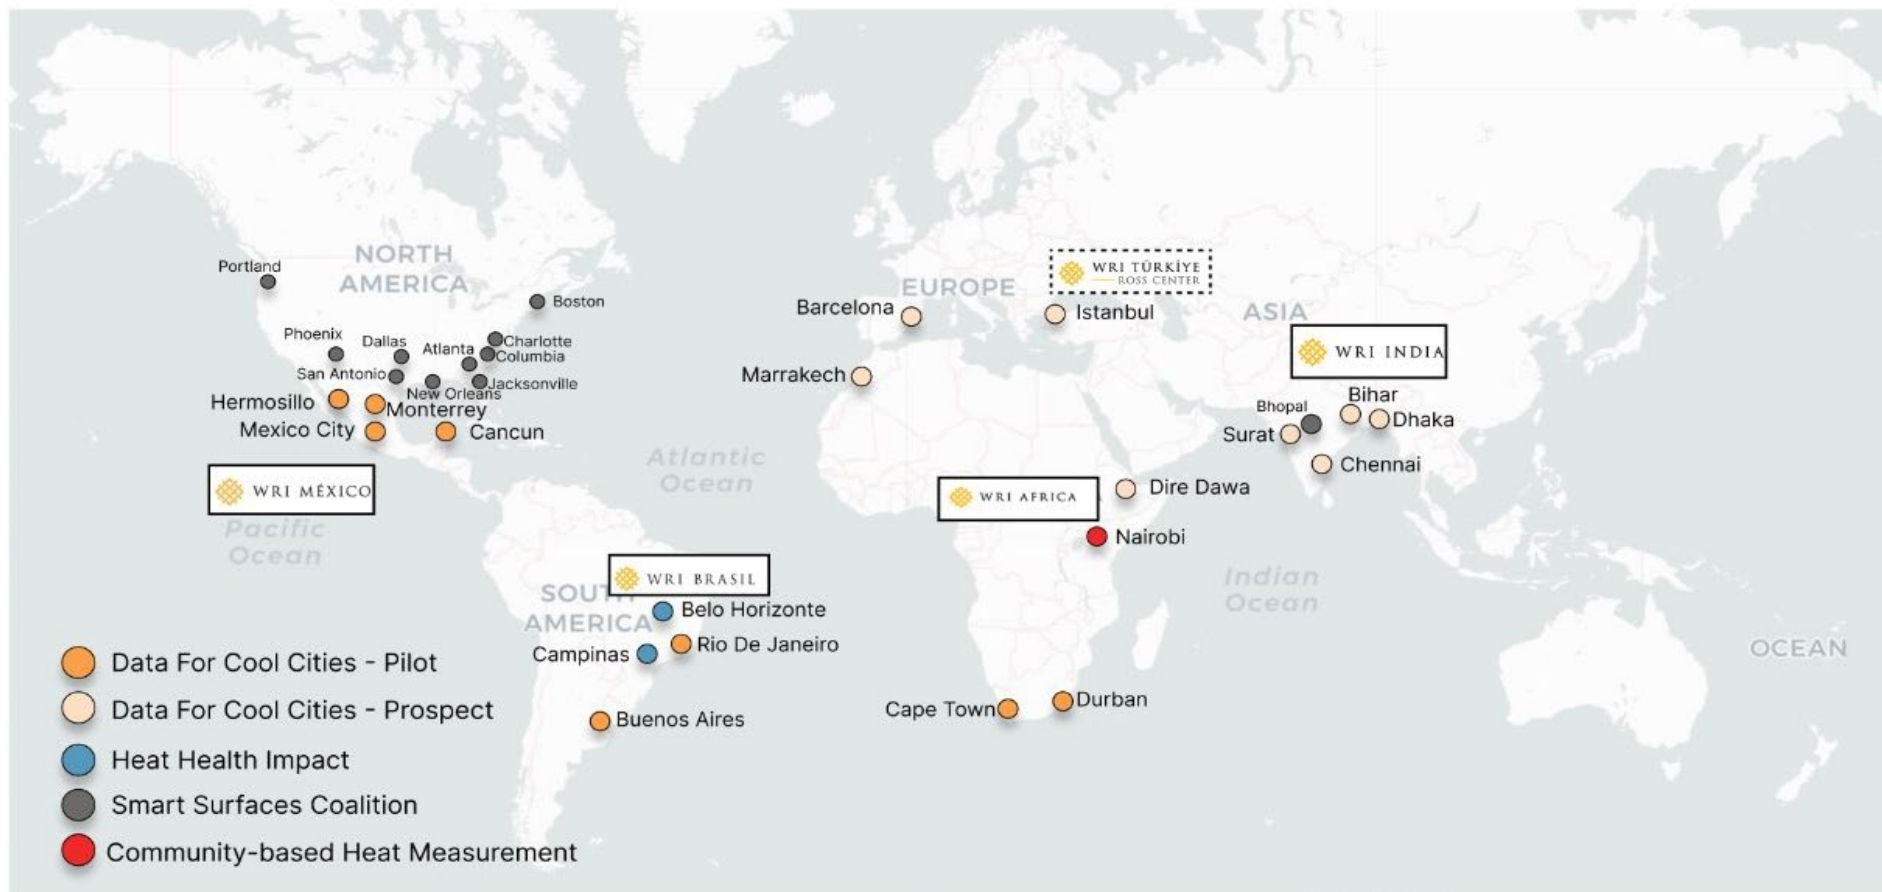 NORTH
AMERICA
Portland
Boston
Phoenix
Dallas
Atlanta
Charlotte
Columbia
San Antonio
Jacksonville
New Orleans
Hermosillo
Monterrey
Mexico City
Cancun
WRI MÉXICO
Pacific
Ocean
Atlantic
Ocean
WRI BRASIL
SOUTH
AMERICA
Belo Horizonte
Rio De Janeiro
Campinas
Buenos Aires
EUROPE
Barcelona
WRI TÜRKİYE
ROSS CENTER
Istanbul
Marrakech
ASIA
WRI INDIA
Bihar
Bhopal
Dhaka
Surat
Chennai
WRI AFRICA
Dire Dawa
Nairobi
Indian
Ocean
Cape Town
Durban
OCEAN
Data For Cool Cities - Pilot
Data For Cool Cities - Prospect
Heat Health Impact
Smart Surfaces Coalition
Community-based Heat Measurement